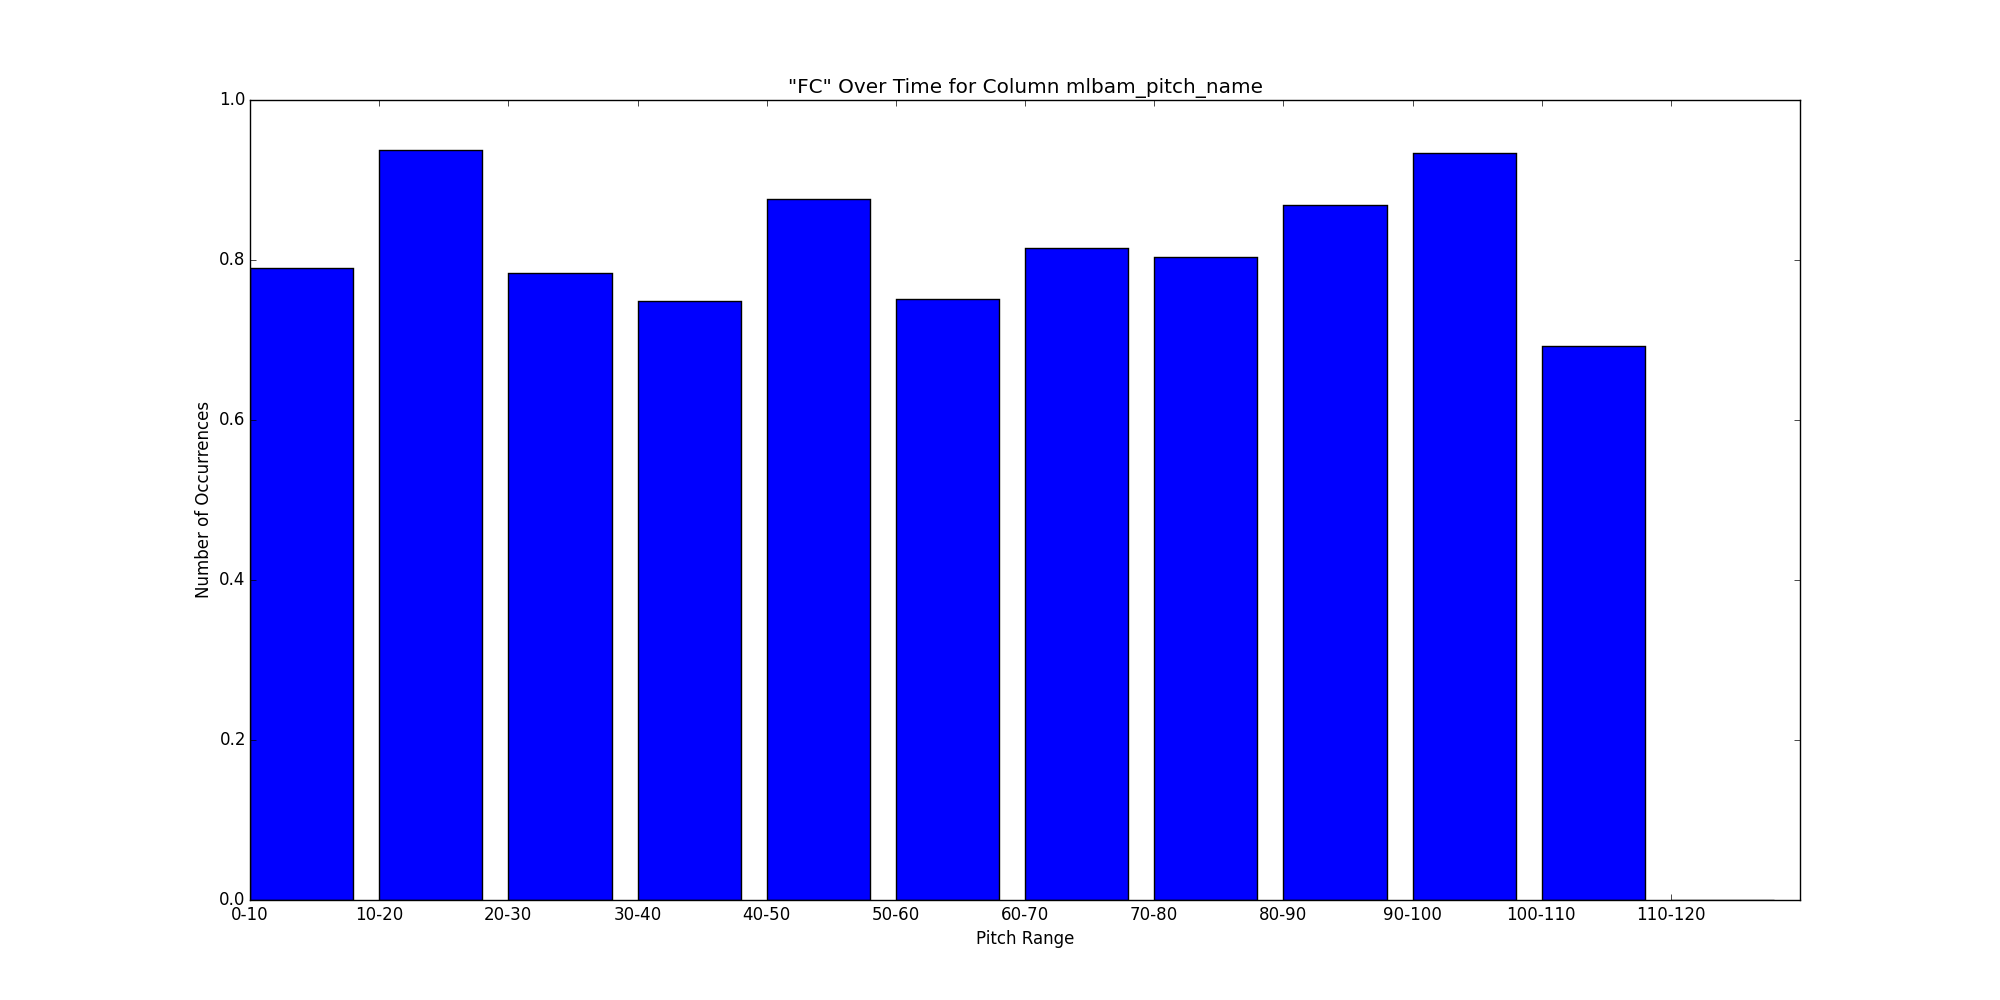 "FC" Over Time for Column mlbam_pitch_name
1.0
0.8
0.6
0.4
0.2
0.0
Number of Occurrences
0-10 10-20 20-30 30-40 40-50 50-60 60-70 70-80 80-90 90-100 100-110 110-120
Pitch Range